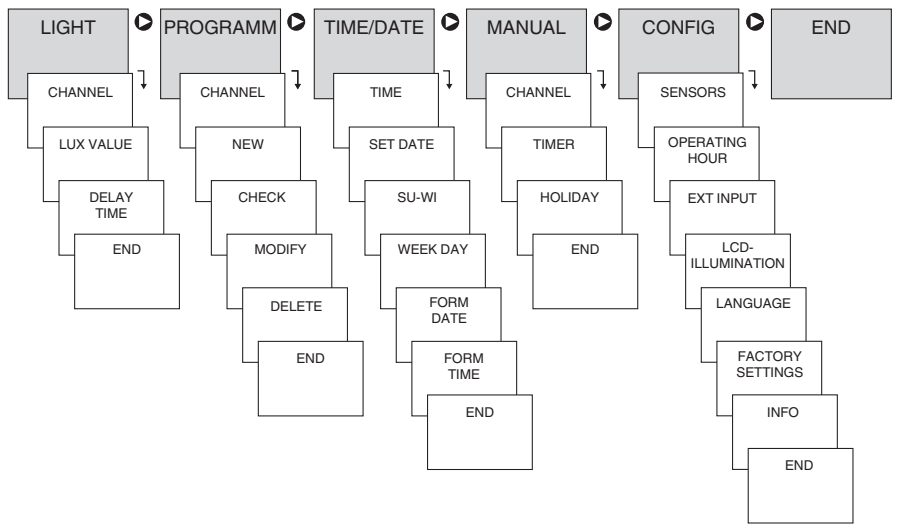 LIGHT
PROGRAMM
TIME/DATE
MANUAL
CONFIG
END
CHANNEL
LUX VALUE
DELAY
TIME
END
CHANNEL
NEW
CHECK
MODIFY
DELETE
END
TIME
SET DATE
SU-WI
WEEK DAY
FORM
DATE
FORM
TIME
END
CHANNEL
TIMER
HOLIDAY
END
SENSORS
OPERATING
HOUR
EXT INPUT
LCD-
ILLUMINATION
LANGUAGE
FACTORY
SETTINGS
INFO
END